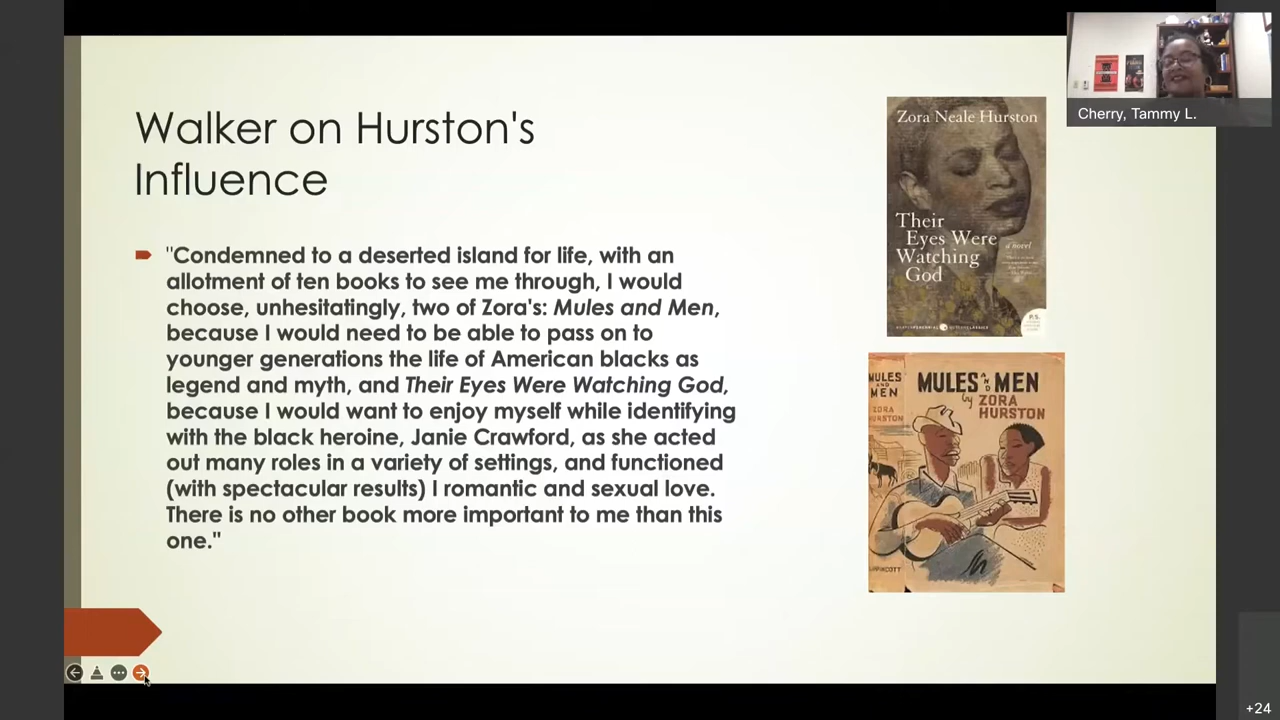 Walker on Hurston's
Influence
"Condemned to a deserted island for life, with an
allotment of ten books to see me through, I would
choose, unhesitatingly, two of Zora's: Mules and Men,
because I would need to be able to pass on to
younger generations the life of American blacks as
legend and myth, and Their Eyes Were Watching God,
because I would want to enjoy myself while identifying
with the black heroine, Janie Crawford, as she acted
out many roles in a variety of settings, and functioned
(with spectacular results) I romantic and sexual love.
There is no other book more important to me than this
one."
Zora Neale Hurston
Their
Eyes Were
Watching
God
a novel
P.S.
MULES
AND
MEN
ZORA
HURSTON
MULES AND MEN
by ZORA
HURSTON
LIPPINCOTT
Cherry, Tammy L.
+24